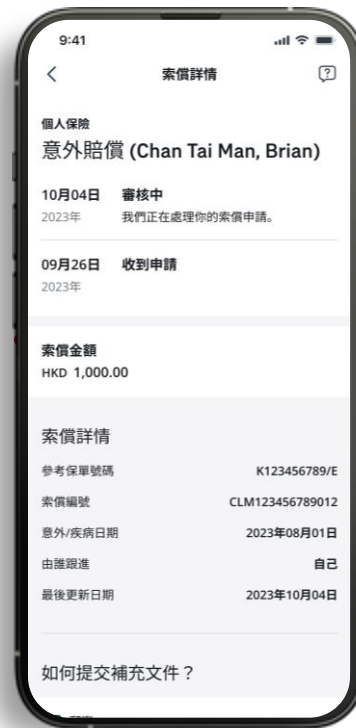 9:41
索償詳情
個人保險
意外賠償 (Chan Tai Man, Brian)
10月04日 審核中
2023年 我們正在處理你的索償申請。
09月26日 收到申請
2023年
索償金額
HKD 1,000.00
索償詳情
參考保單號碼 K123456789/E
索償編號 CLM123456789012
意外/疾病日期 2023年08月01日
由誰跟進 自己
最後更新日期 2023年10月04日
如何提交補充文件？